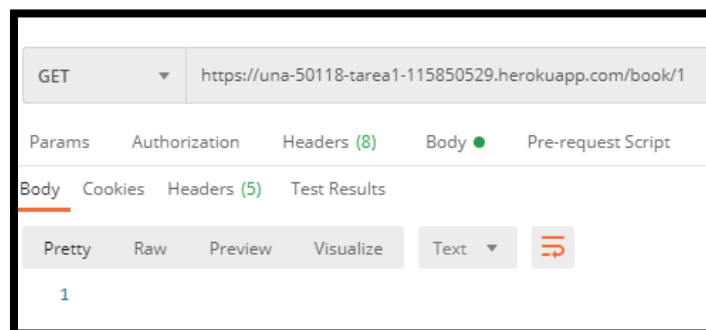 GET https://una-50118-tarea1-115850529.herokuapp.com/book/1
Params Authorization Headers (8) Body Pre-request Script
Body Cookies Headers (5) Test Results
Pretty Raw Preview Visualize Text
1